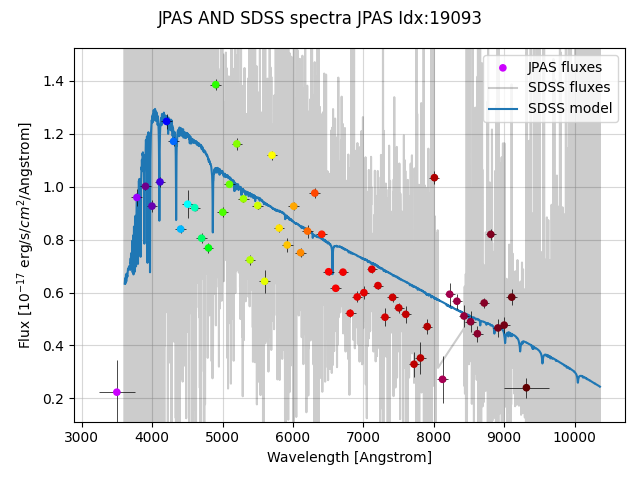 JPAS AND SDSS spectra JPAS Idx:19093
JPAS fluxes
SDSS fluxes
SDSS model
Flux [10⁻¹⁷ erg/s/cm²/Angstrom]
1.4
1.2
1.0
0.8
0.6
0.4
0.2
3000 4000 5000 6000 7000 8000 9000 10000
Wavelength [Angstrom]